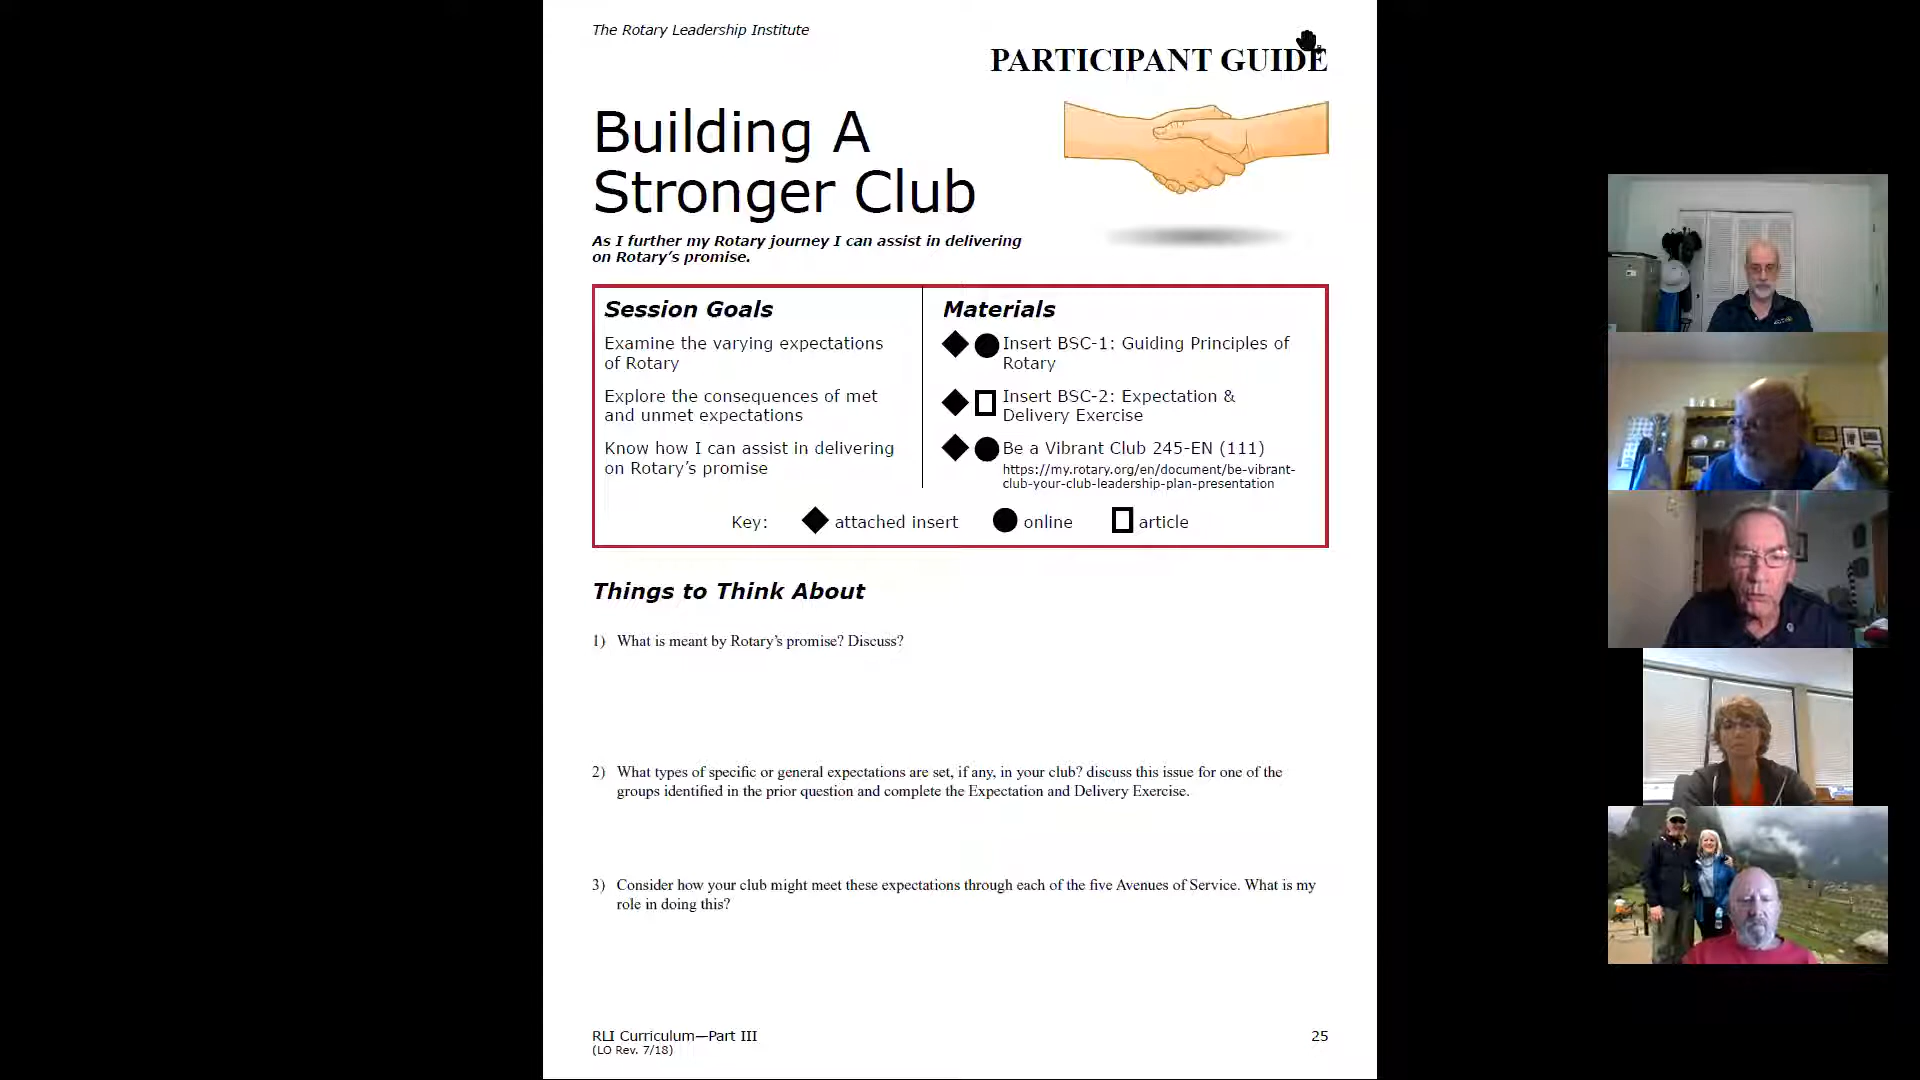 The Rotary Leadership Institute
PARTICIPANT GUIDE
Building A
Stronger Club
As I further my Rotary journey I can assist in delivering
on Rotary’s promise.
Session Goals
Examine the varying expectations
of Rotary
Explore the consequences of met
and unmet expectations
Know how I can assist in delivering
on Rotary’s promise
Materials
Insert BSC-1: Guiding Principles of
Rotary
Insert BSC-2: Expectation &
Delivery Exercise
Be a Vibrant Club 245-EN (111)
https://my.rotary.org/en/document/be-vibrant-
club-your-club-leadership-plan-presentation
Key: attached insert online article
Things to Think About
1) What is meant by Rotary’s promise? Discuss?
2) What types of specific or general expectations are set, if any, in your club? discuss this issue for one of the
groups identified in the prior question and complete the Expectation and Delivery Exercise.
3) Consider how your club might meet these expectations through each of the five Avenues of Service. What is my
role in doing this?
RLI Curriculum—Part III
(LO Rev. 7/18)
25